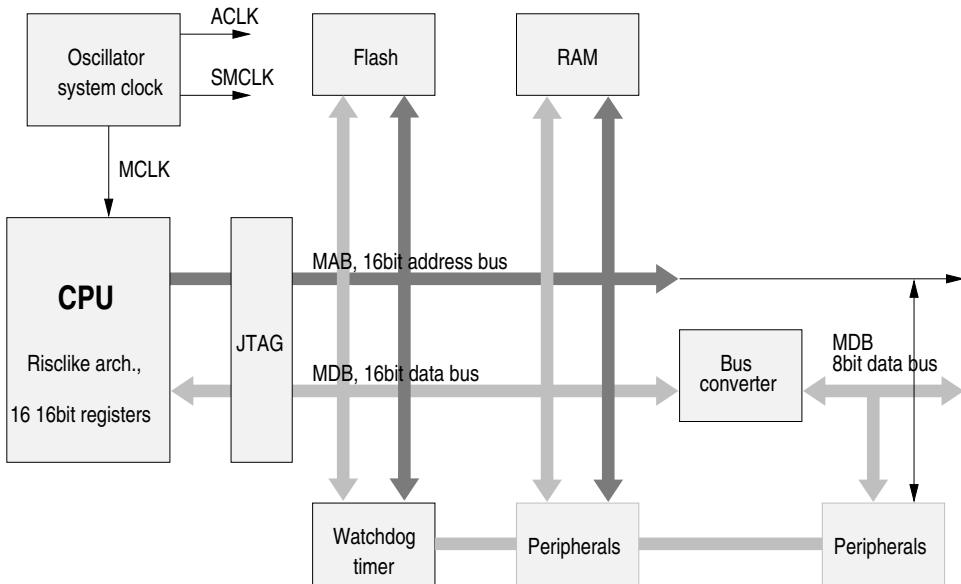 ACLK
Oscillator
system clock
SMCLK
Flash
RAM
MCLK
MAB, 16bit address bus
CPU
Risclike arch.,
16 16bit registers
JTAG
MDB, 16bit data bus
Bus
converter
MDB
8bit data bus
Watchdog
timer
Peripherals
Peripherals